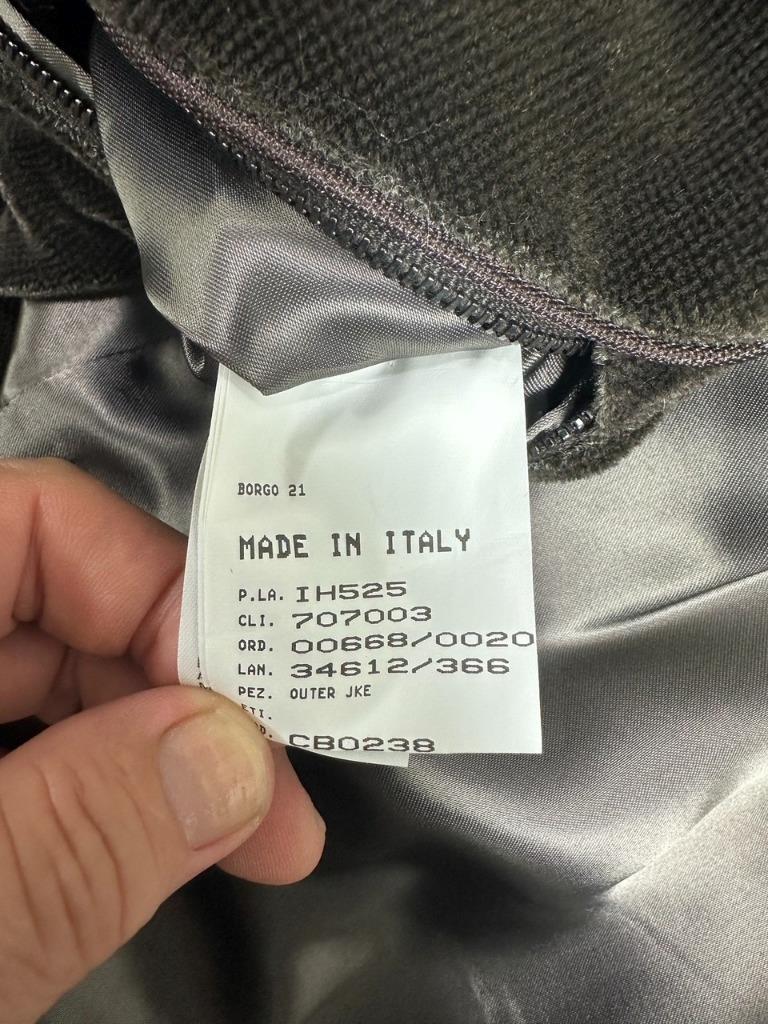 BORGO 21
MADE IN ITALY
P.LA. IH525
CLI. 707003
ORD. 00668/0020
LAN. 34612/366
PEZ. OUTER JKE
ETI.
CB0238